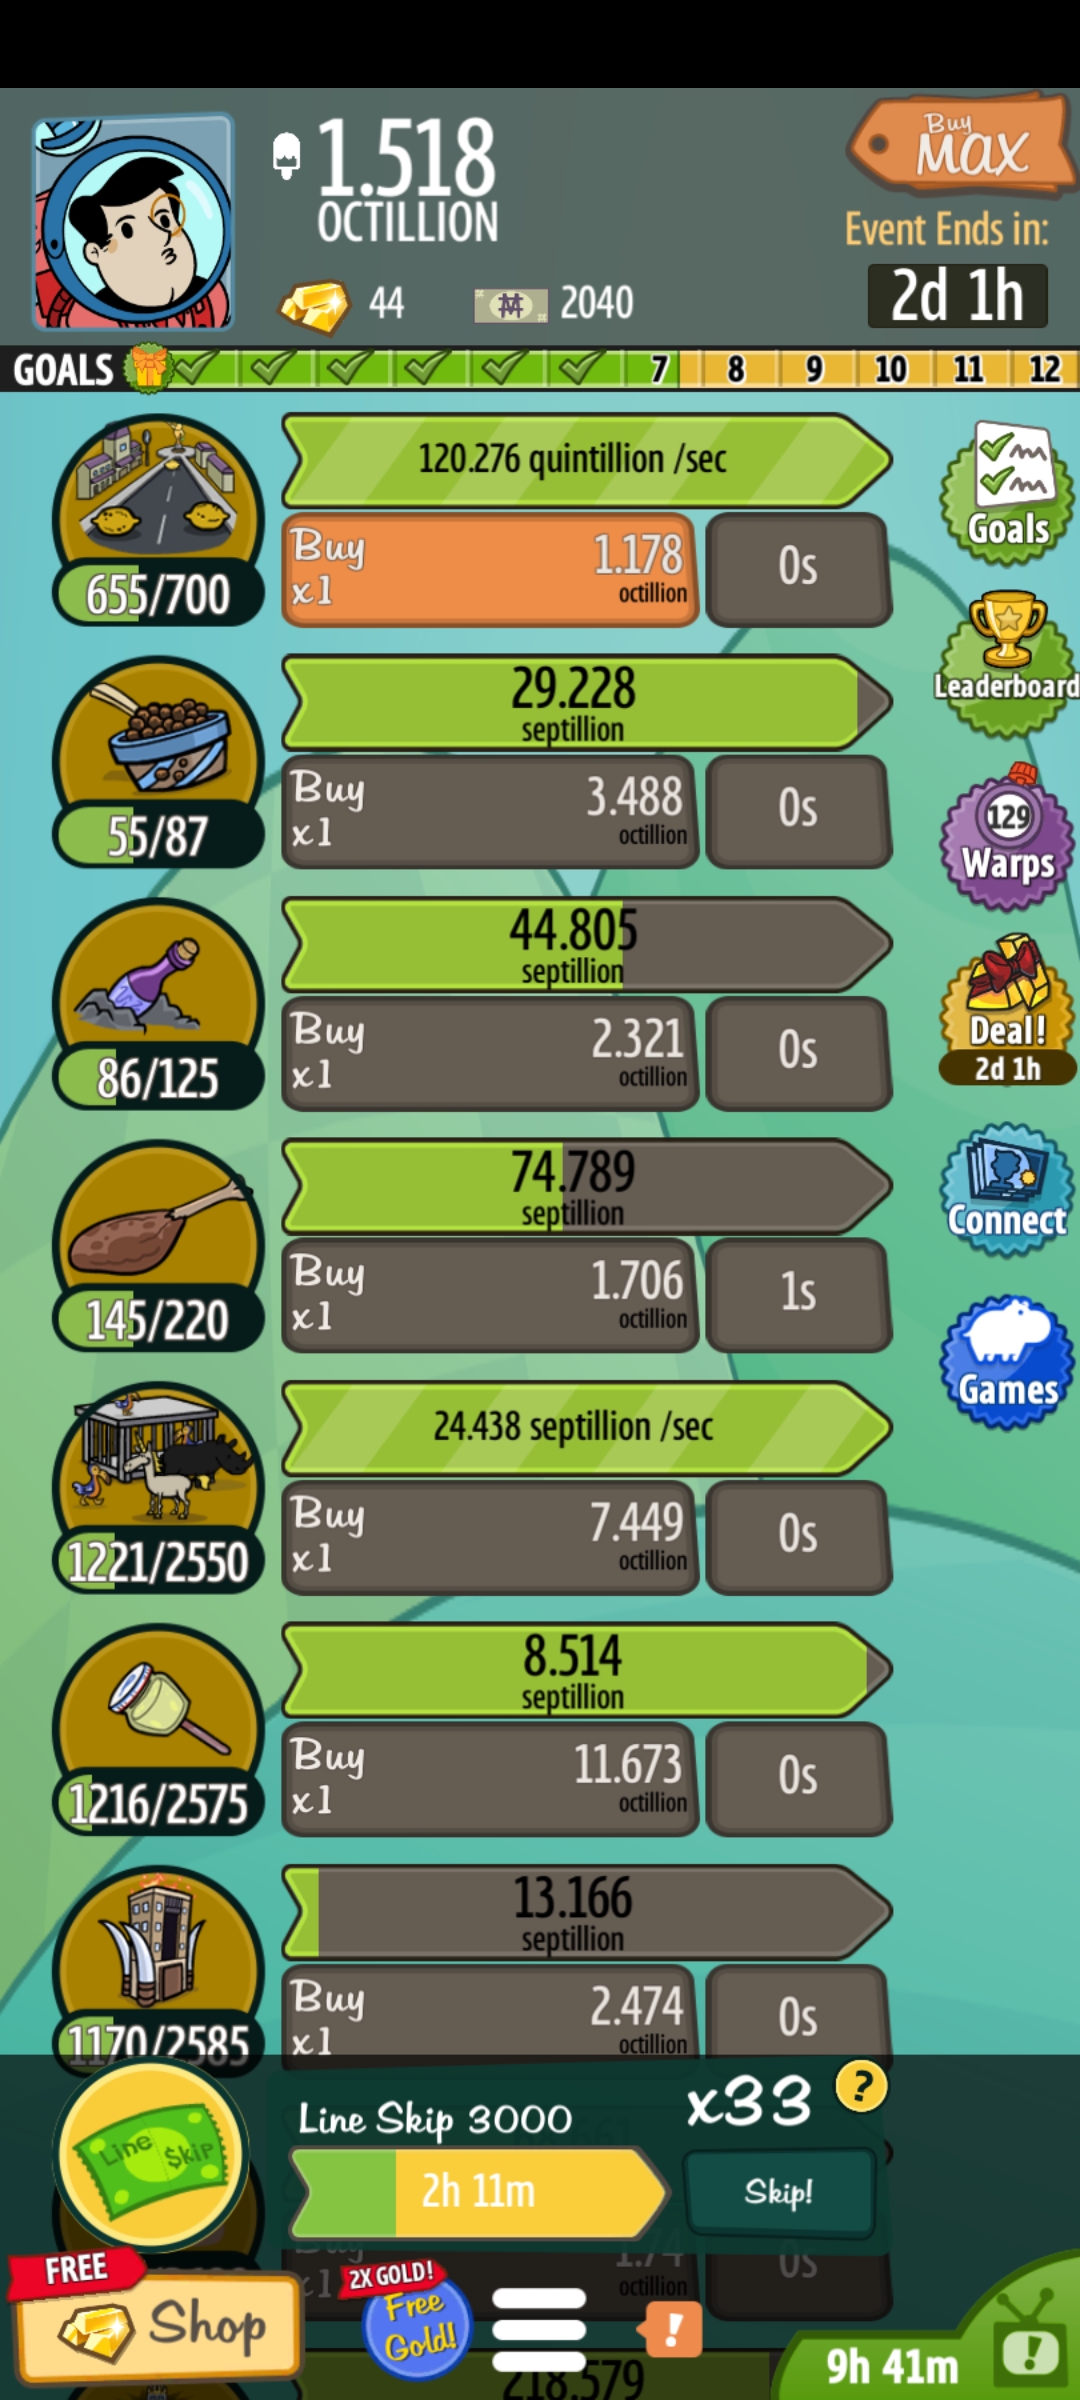 1.518
OCTILLION
Buy
MAX
Event Ends in:
2d 1h
44
2040
GOALS
7 8 9 10 11 12
120.276 quintillion /sec
Buy
x1
1.178
octillion
0s
655/700
Goals
29.228
septillion
Buy
x1
3.488
octillion
0s
55/87
Leaderboard
44.805
septillion
Buy
x1
2.321
octillion
0s
86/125
129
Warps
Deal!
2d 1h
74.789
septillion
Buy
x1
1.706
octillion
1s
145/220
Connect
Games
24.438 septillion /sec
Buy
x1
7.449
octillion
0s
1221/2550
8.514
septillion
Buy
x1
11.673
octillion
0s
1216/2575
13.166
septillion
Buy
x1
2.474
octillion
0s
1170/2585
Line Skip
Line Skip 3000
x33
?
2h 11m
Skip!
1.74
octillion
0s
FREE
Shop
2X GOLD!
Free
Gold!
!
218.579
9h 41m
!